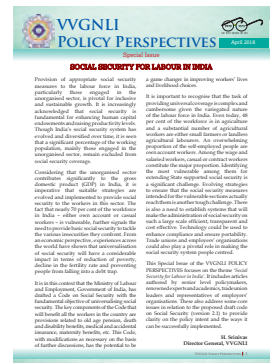 VVGNLI
POLICY PERSPECTIVES
April 2018
Special Issue
SOCIAL SECURITY FOR LABOUR IN INDIA
Provision of appropriate social security
measures to the labour force in India,
particularly those engaged in the
unorganised sector, is pivotal for inclusive
and sustainable growth. It is increasingly
acknowledged that social security is
fundamental for enhancing human capital
endowments and raising productivity levels.
Though India's social security system has
evolved and diversified over time, it is seen
that a significant percentage of the working
population, mainly those engaged in the
unorganized sector, remain excluded from
social security coverage.
Considering that the unorganised sector
contributes significantly to the gross
domestic product (GDP) in India, it is
imperative that suitable strategies are
evolved and implemented to provide social
security to the workers in this sector. The
fact that nearly 70 per cent of the workforce
in India – either own account or casual
workers – is vulnerable, further signals the
need to provide basic social security to tackle
the various insecurities they confront. From
an economic perspective, experiences across
the world have shown that universalisation
of social security will have a considerable
impact in terms of reduction of poverty,
decline in the fertility rate and preventing
people from falling into a debt trap.
It is in this context that the Ministry of Labour
and Employment, Government of India, has
drafted a Code on Social Security with the
fundamental objective of universalising social
security. The key components of the Code that
will benefit all the workers in the country are
provisions related to old age pension, death
and disability benefits, medical and accidental
insurance, maternity benefits, etc. This Code,
with modifications as necessary on the basis
of further discussions, has the potential to be
a game changer in improving workers' lives
and livelihood choices.
It is important to recognise that the task of
providing universal coverage is complex and
cumbersome given the variegated nature
of the labour force in India. Even today, 48
per cent of the workforce is in agriculture
and a substantial number of agricultural
workers are either small farmers or landless
agricultural labourers. An overwhelming
proportion of the self-employed people are
own account workers. Among the wage and
salaried workers, casual or contract workers
constitute the major proportion. Identifying
the most vulnerable among them for
extending State supported social security is
a significant challenge. Evolving strategies
to ensure that the social security measures
intended for the vulnerable sections actually
reach them is another tough challenge. There
is also a need to establish systems that will
make the administration of social security on
such a large scale efficient, transparent and
cost effective. Technology could be used to
enhance compliance and ensure portability.
Trade unions and employers' organisations
could also play a pivotal role in making the
social security system people centred.
This Special Issue of the VVGNLI POLICY
PERSPECTIVES focuses on the theme 'Social
Security for Labour in India'. It includes articles
authored by senior level policymakers,
renowned experts and academics, trade union
leaders and representatives of employers'
organisations. These also address some core
issues in relation to the proposed draft code
on Social Security (version 2.1) to provide
clarity on the policy intent and the ways it
can be successfully implemented.
H. Srinivas
Director General, VVGNLI